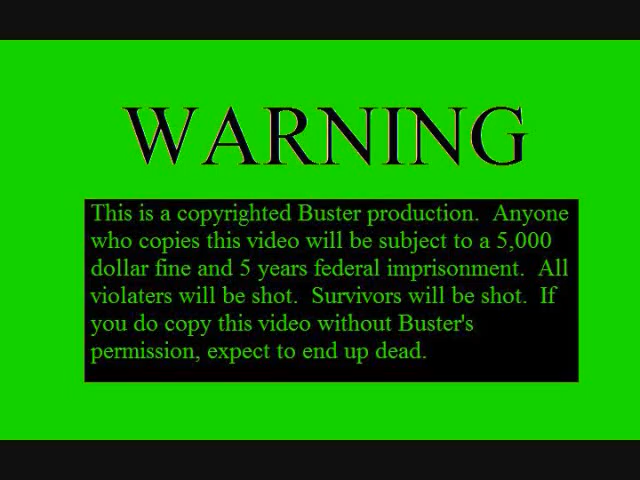 WARNING
This is a copyrighted Buster production.  Anyone
who copies this video will be subject to a 5,000
dollar fine and 5 years federal imprisonment.  All
violaters will be shot.  Survivors will be shot.  If
you do copy this video without Buster's
permission, expect to end up dead.